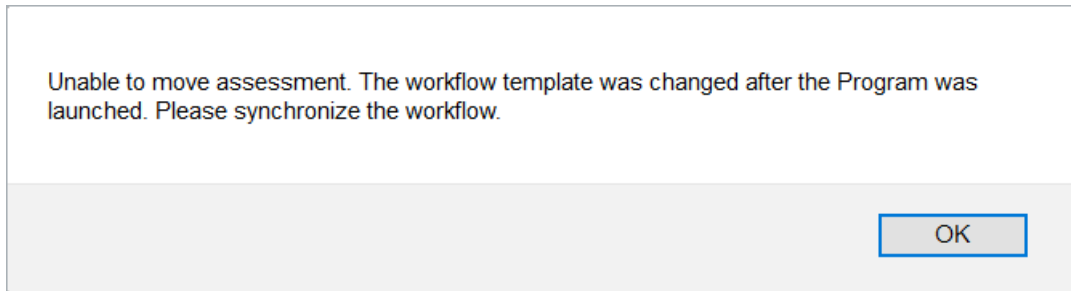 Unable to move assessment. The workflow template was changed after the Program was
launched. Please synchronize the workflow.
OK